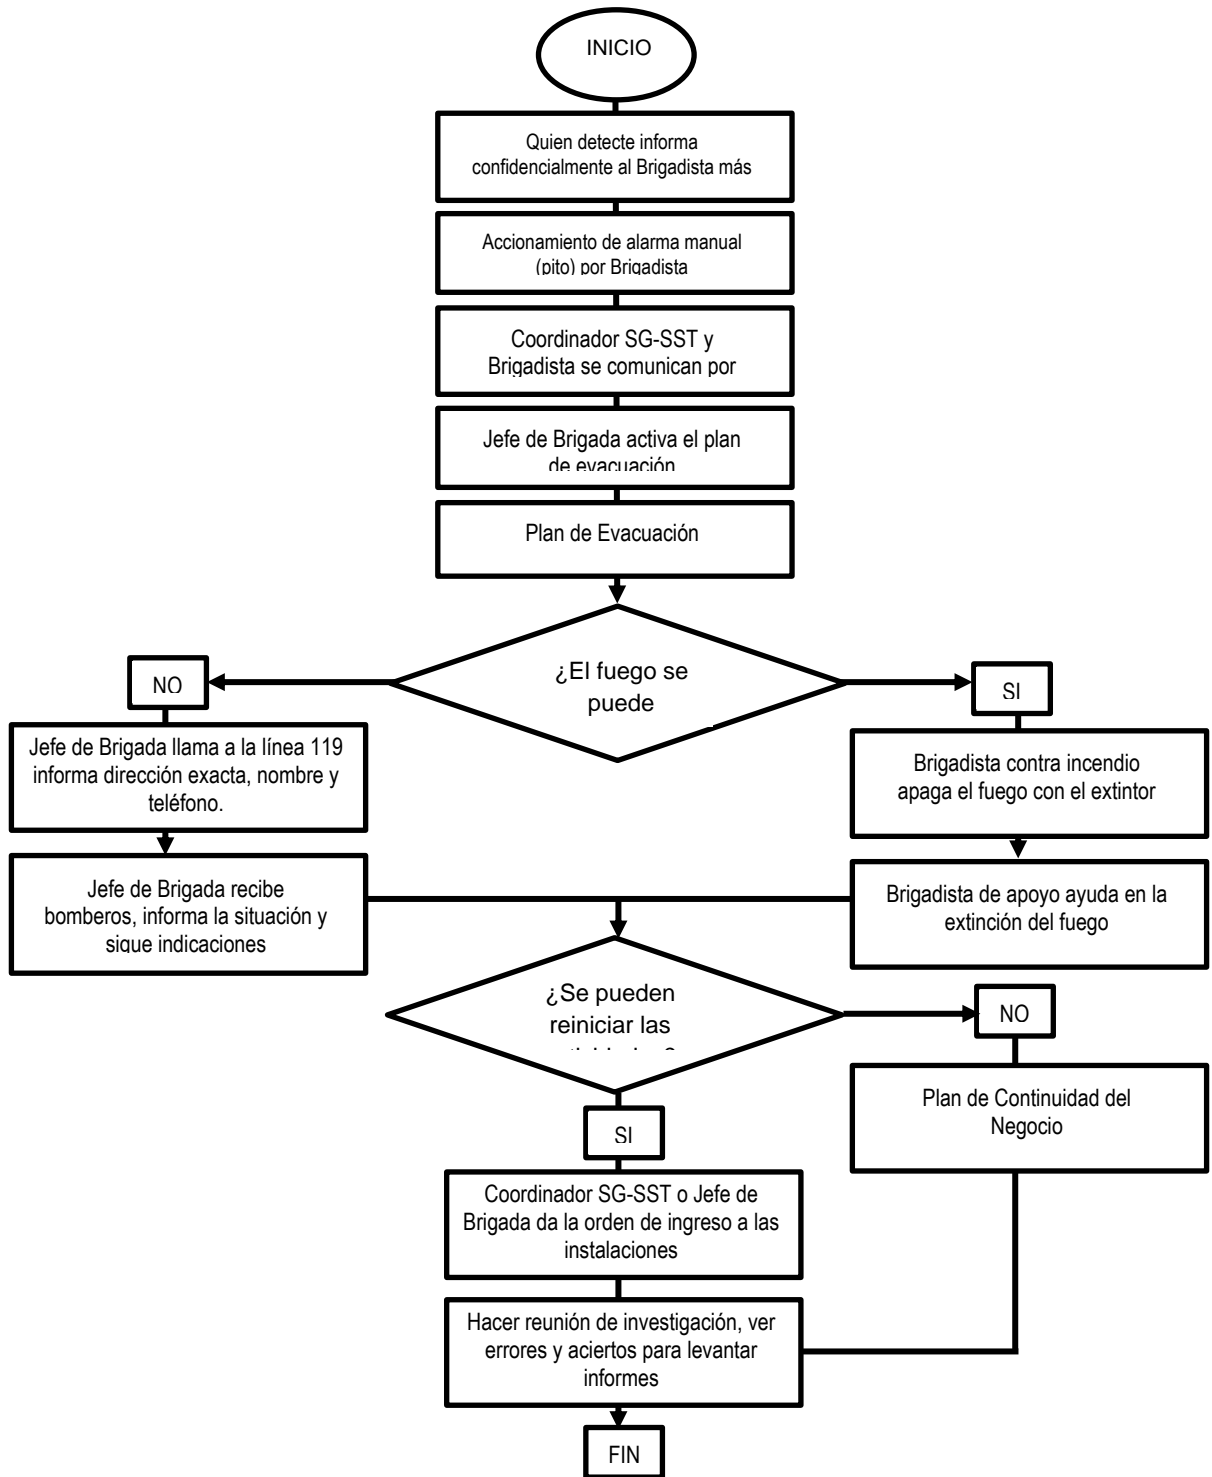 INICIO
Quien detecte informa
confidencialmente al Brigadista más
Accionamiento de alarma manual
(pito) por Brigadista
Coordinador SG-SST y
Brigadista se comunican por
Jefe de Brigada activa el plan
de evacuación
Plan de Evacuación
¿El fuego se
puede
NO
SI
Jefe de Brigada llama a la línea 119
informa dirección exacta, nombre y
teléfono.
Brigadista contra incendio
apaga el fuego con el extintor
Jefe de Brigada recibe
bomberos, informa la situación y
sigue indicaciones
Brigadista de apoyo ayuda en la
extinción del fuego
¿Se pueden
reiniciar las
NO
Plan de Continuidad del
Negocio
SI
Coordinador SG-SST o Jefe de
Brigada da la orden de ingreso a las
instalaciones
Hacer reunión de investigación, ver
errores y aciertos para levantar
informes
FIN